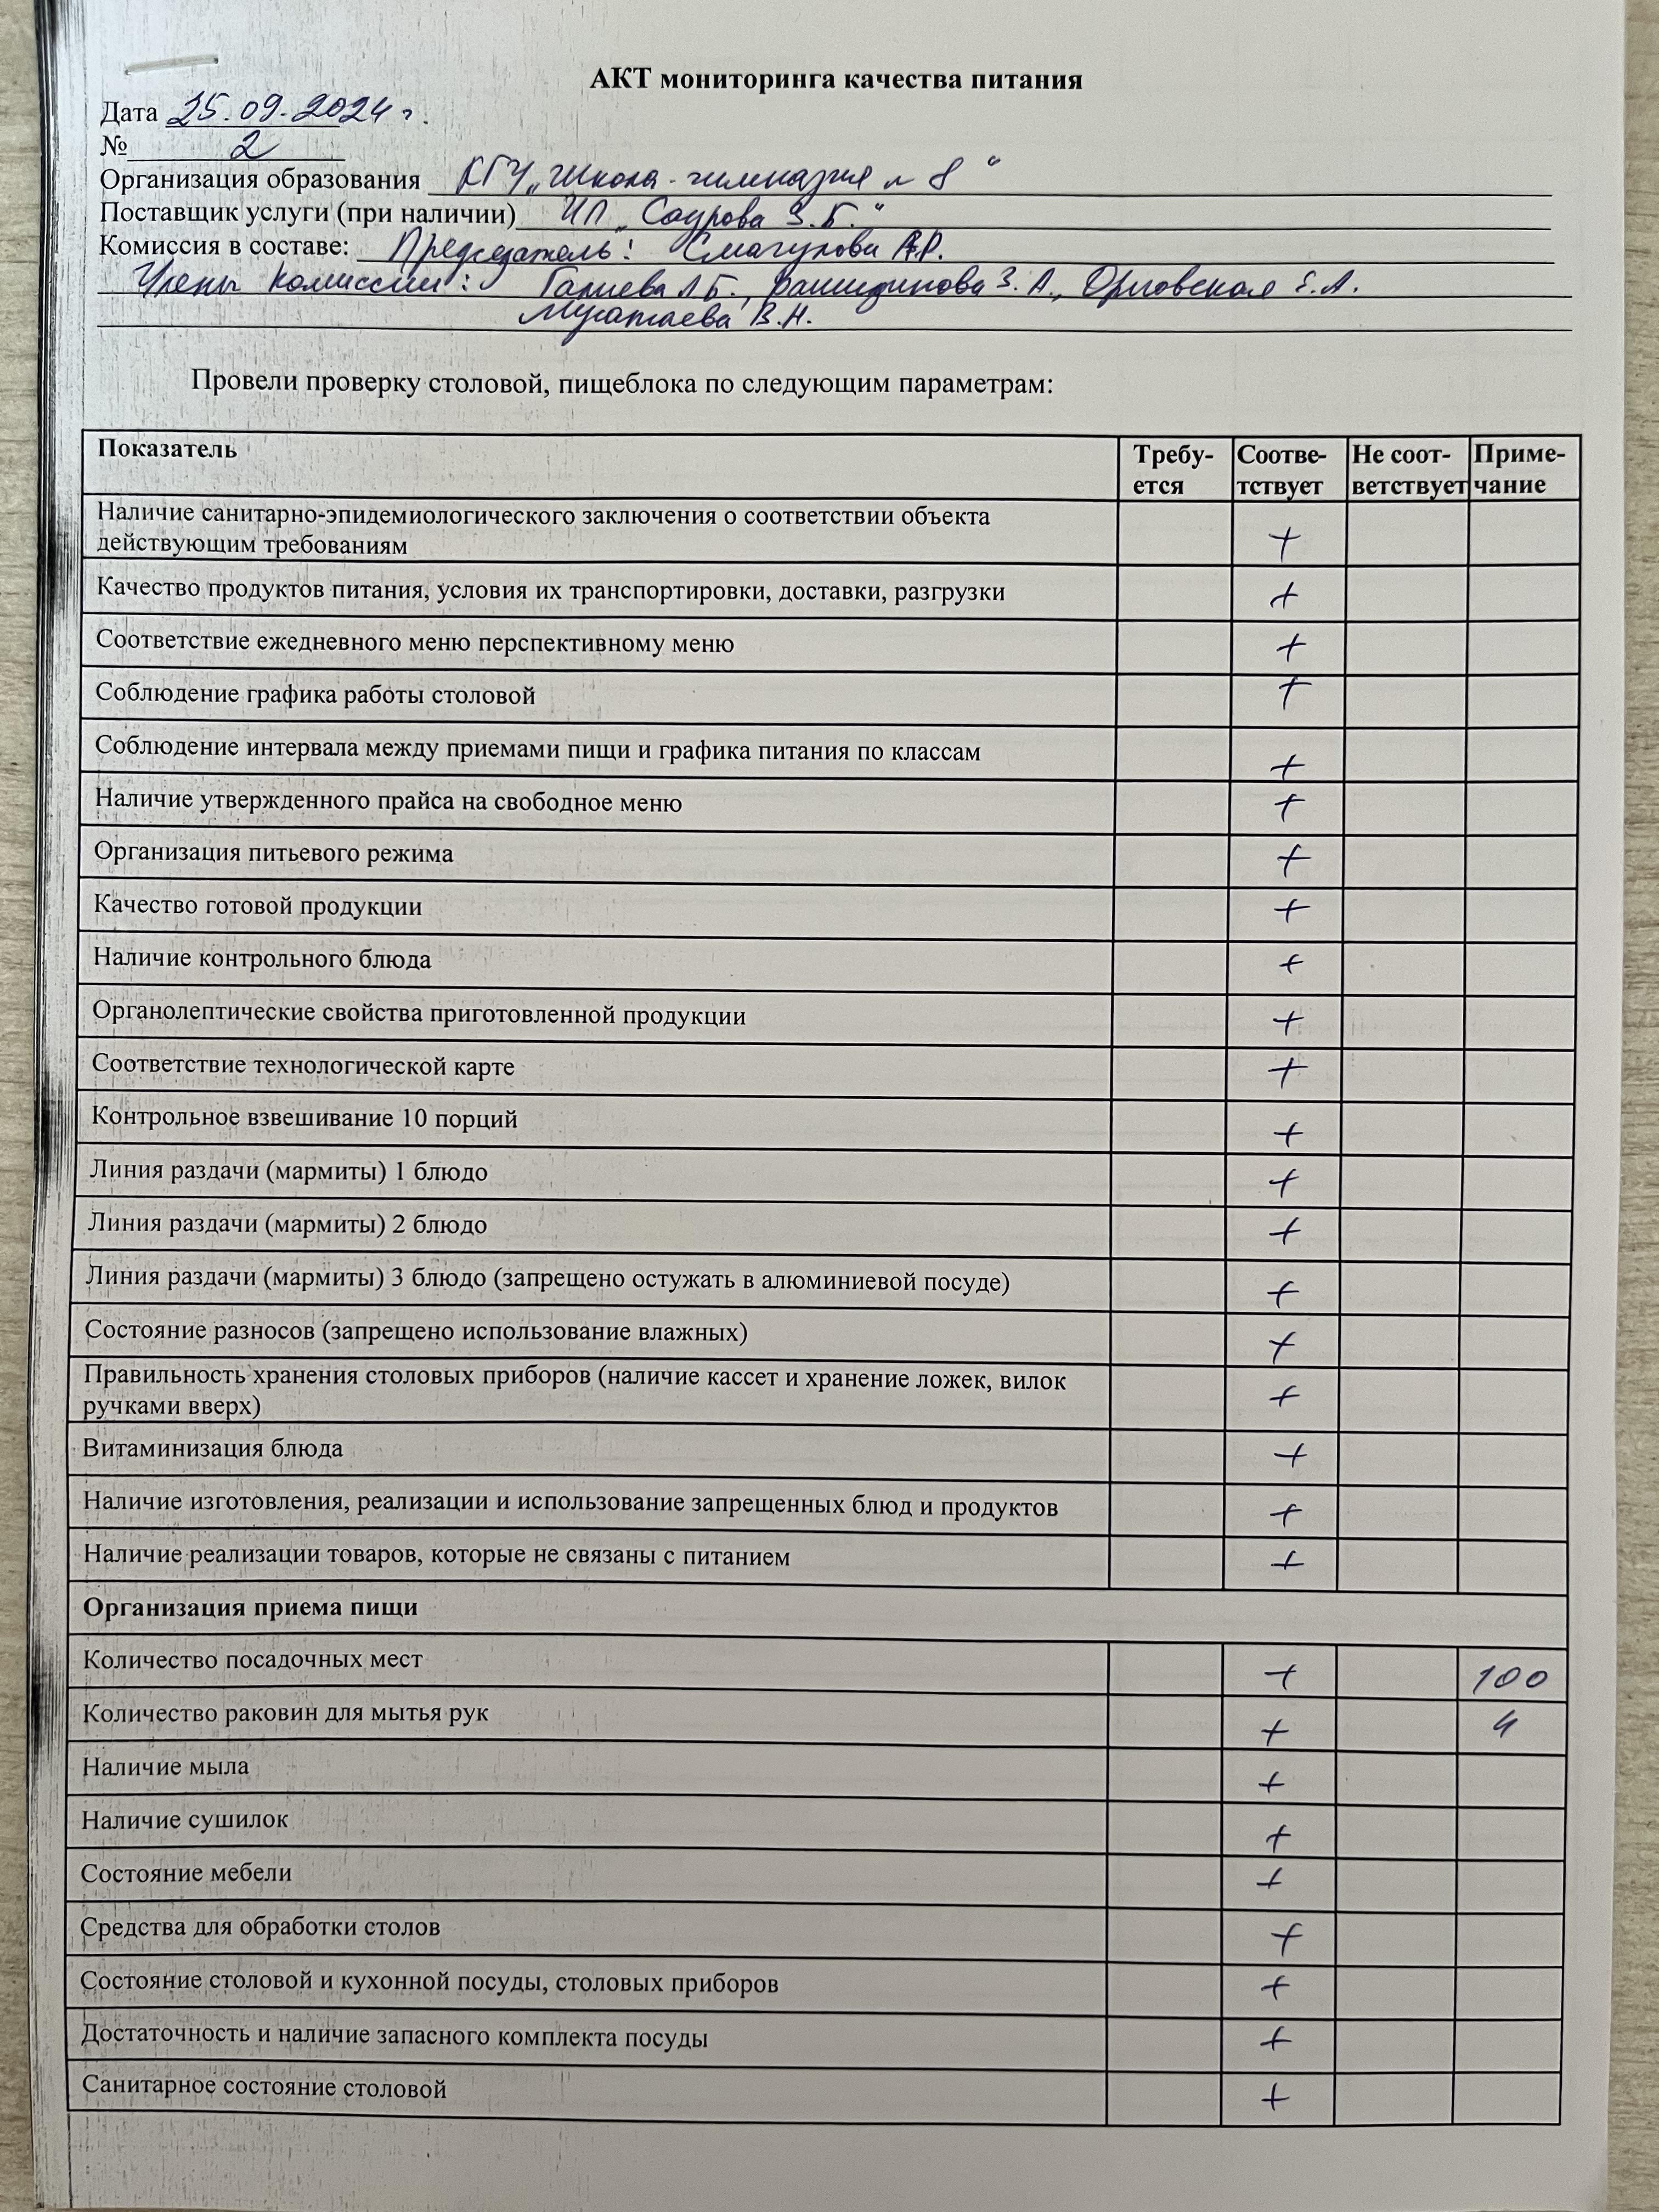 АКТ мониторинга качества питания
Дата 25.09.2024 г.
№ 2
Организация образования КГУ „Школа-гимназия № 8“
Поставщик услуги (при наличии) ИП „Саурова З.Б.“
Комиссия в составе: Председатель: Смагулова А.Р.
Члены комиссии: Галиева Л.Б., З.А., Орловская Е.А.
В.Н.
Провели проверку столовой, пищеблока по следующим параметрам:
Показатель Требу- Соотве- Не соот- Приме-
ется тствует ветствует чание
Наличие санитарно-эпидемиологического заключения о соответствии объекта
действующим требованиям +
Качество продуктов питания, условия их транспортировки, доставки, разгрузки +
Соответствие ежедневного меню перспективному меню +
Соблюдение графика работы столовой +
Соблюдение интервала между приемами пищи и графика питания по классам +
Наличие утвержденного прайса на свободное меню +
Организация питьевого режима +
Качество готовой продукции +
Наличие контрольного блюда +
Органолептические свойства приготовленной продукции +
Соответствие технологической карте +
Контрольное взвешивание 10 порций +
Линия раздачи (мармиты) 1 блюдо +
Линия раздачи (мармиты) 2 блюдо +
Линия раздачи (мармиты) 3 блюдо (запрещено остужать в алюминиевой посуде) +
Состояние разносов (запрещено использование влажных) +
Правильность хранения столовых приборов (наличие кассет и хранение ложек, вилок
ручками вверх) +
Витаминизация блюда +
Наличие изготовления, реализации и использование запрещенных блюд и продуктов +
Наличие реализации товаров, которые не связаны с питанием +
Организация приема пищи
Количество посадочных мест + 100
Количество раковин для мытья рук + 4
Наличие мыла +
Наличие сушилок +
Состояние мебели +
Средства для обработки столов +
Состояние столовой и кухонной посуды, столовых приборов +
Достаточность и наличие запасного комплекта посуды +
Санитарное состояние столовой +